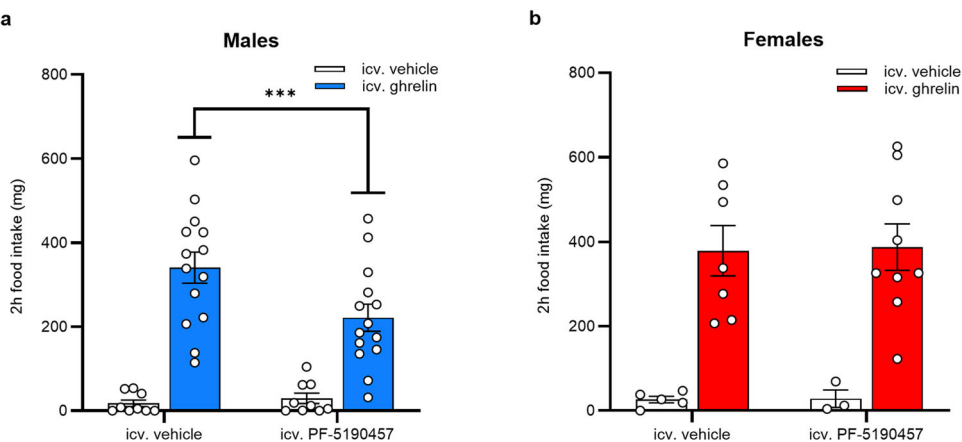 a
Males
icv. vehicle
icv. ghrelin
***
800
600
400
200
0
2h food intake (mg)
icv. vehicle
icv. PF-5190457
b
Females
icv. vehicle
icv. ghrelin
800
600
400
200
0
2h food intake (mg)
icv. vehicle
icv. PF-5190457